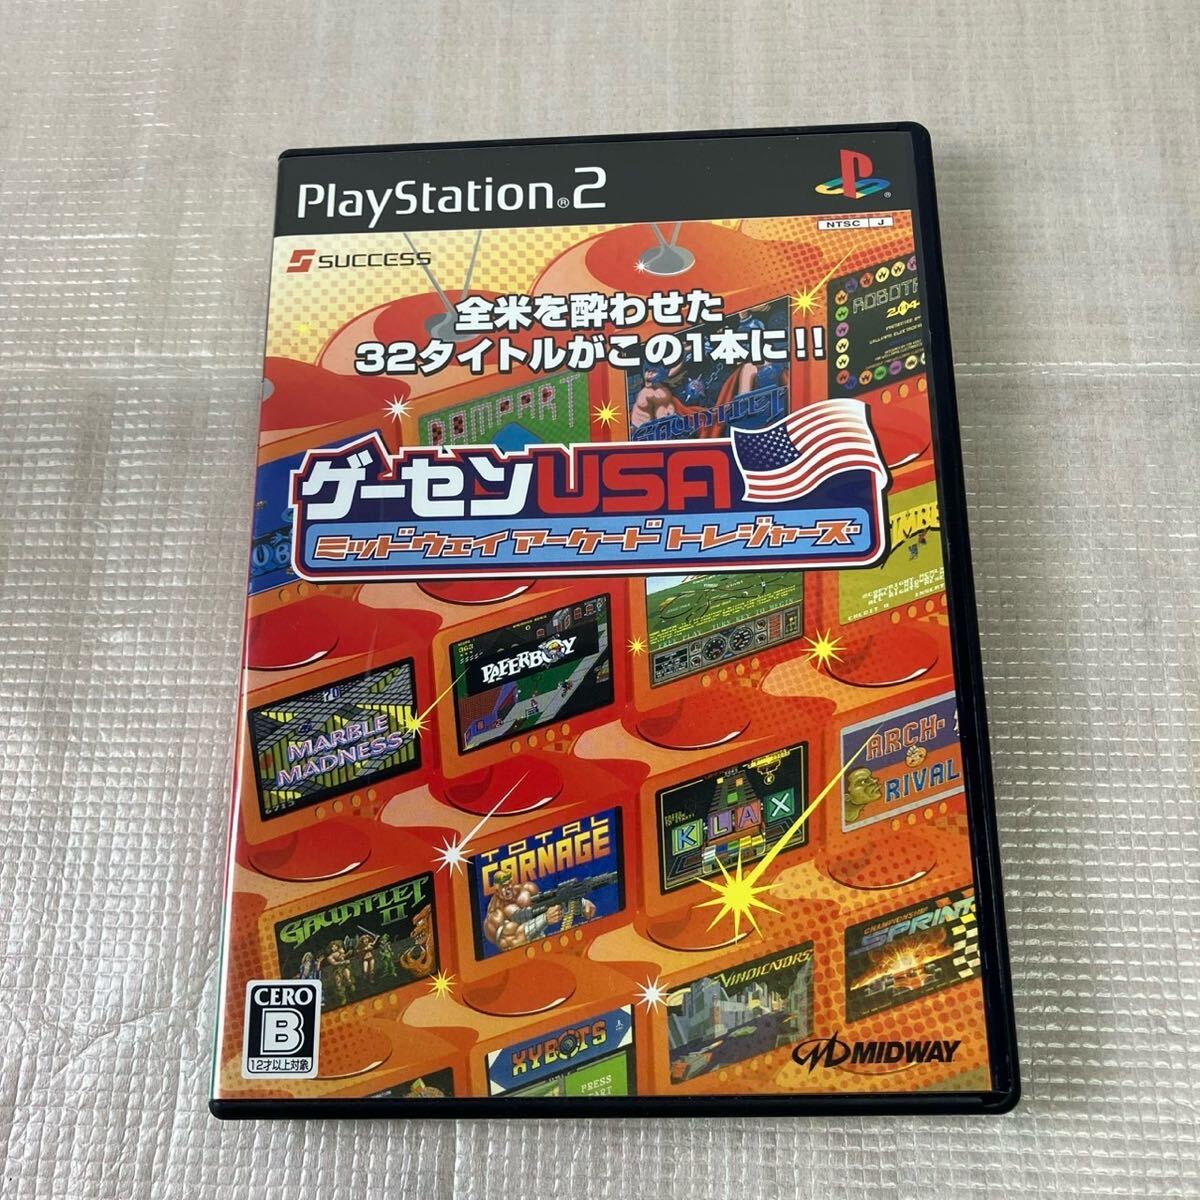 PlayStation®2
NTSC J
SUCCESS
全米を酔わせた
32タイトルがこの1本に!!
ROBOTR
RAMPART
GAUNTLET
ゲーセンUSA
ミッドウェイ アーケード トレジャーズ
PAPERBOY
MARBLE
MADNESS
ARCH-
RIVAL
KLAX
TOTAL
CARNAGE
GAUNTLET
II
CHAMPIONSHIP
SPRINT
VINDICATORS
XYBOTS
PRESS
CERO
B
12才以上対象
MIDWAY